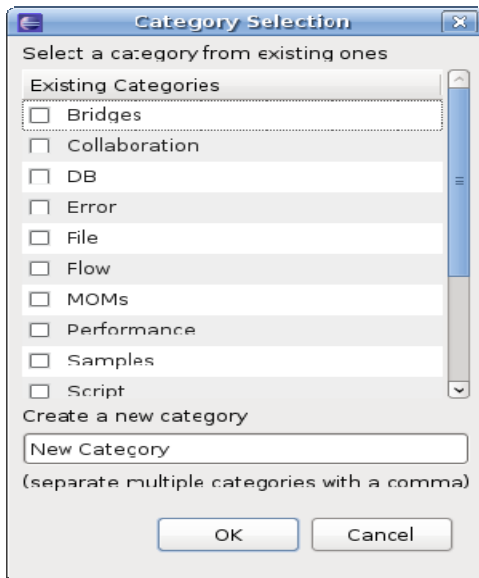 Category Selection
Select a category from existing ones
Existing Categories
Bridges
Collaboration
DB
Error
File
Flow
MOMs
Performance
Samples
Script
Create a new category
New Category
(separate multiple categories with a comma)
OK Cancel